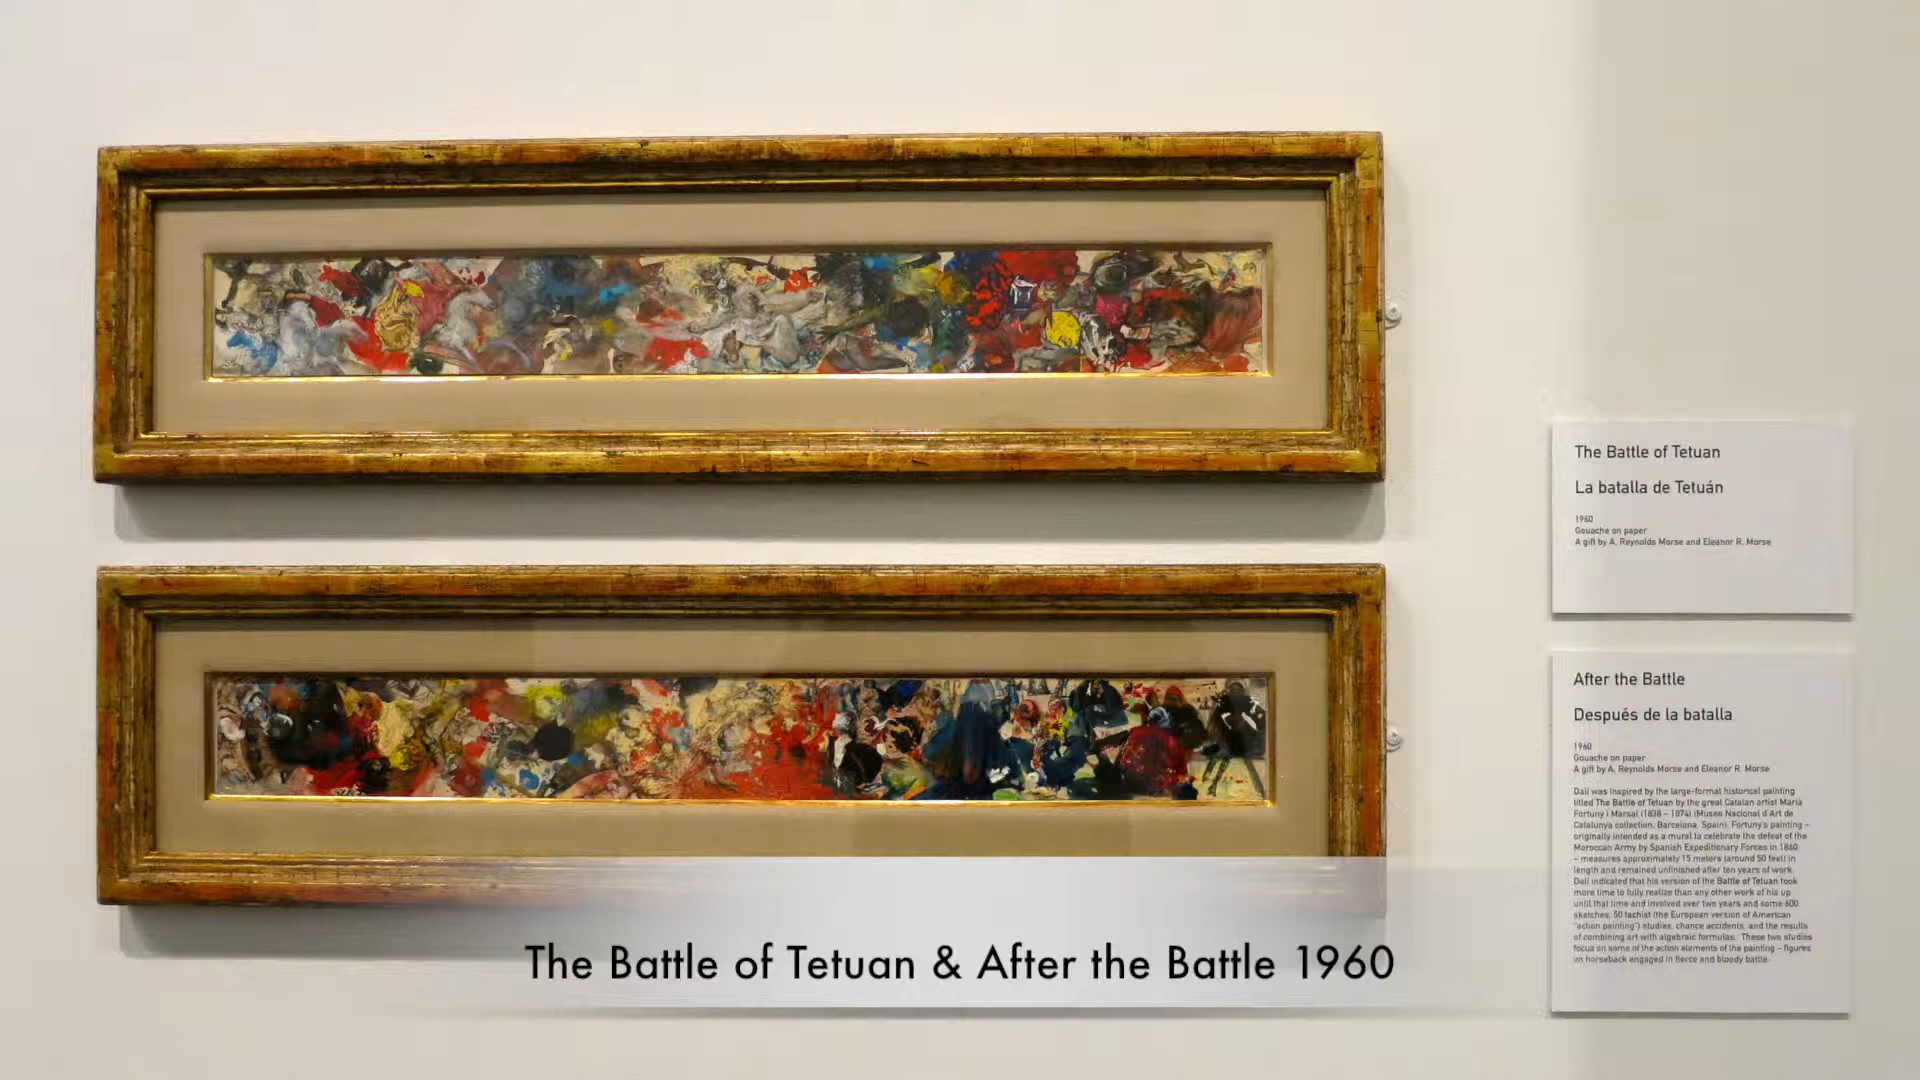 The Battle of Tetuan
La batalla de Tetuán
1960
Gouache on paper
A gift by A. Reynolds Morse and Eleanor R. Morse
After the Battle
Después de la batalla
1960
Gouache on paper
A gift by A. Reynolds Morse and Eleanor R. Morse
Dalí was inspired by the large-format historical painting
titled The Battle of Tetuan by the great Catalan artist Marià
Fortuny i Marsal (1838 – 1874) (Museo Nacional d'Art de
Catalunya collection, Barcelona, Spain). Fortuny's painting –
originally intended as a mural to celebrate the defeat of the
Moroccan Army by Spanish Expeditionary Forces in 1860
– measures approximately 15 meters (around 50 feet) in
length and remained unfinished after ten years of work.
Dalí indicated that his version of the Battle of Tetuan took
more time to fully realize than any other work of his up
until that time and involved over two years and some 600
sketches, 50 tachist (the European version of American
"action painting") studies, chance accidents, and the results
of combining art with algebraic formulas. These two studies
focus on some of the action elements of the painting – figures
on horseback engaged in fierce and bloody battle.
The Battle of Tetuan & After the Battle 1960